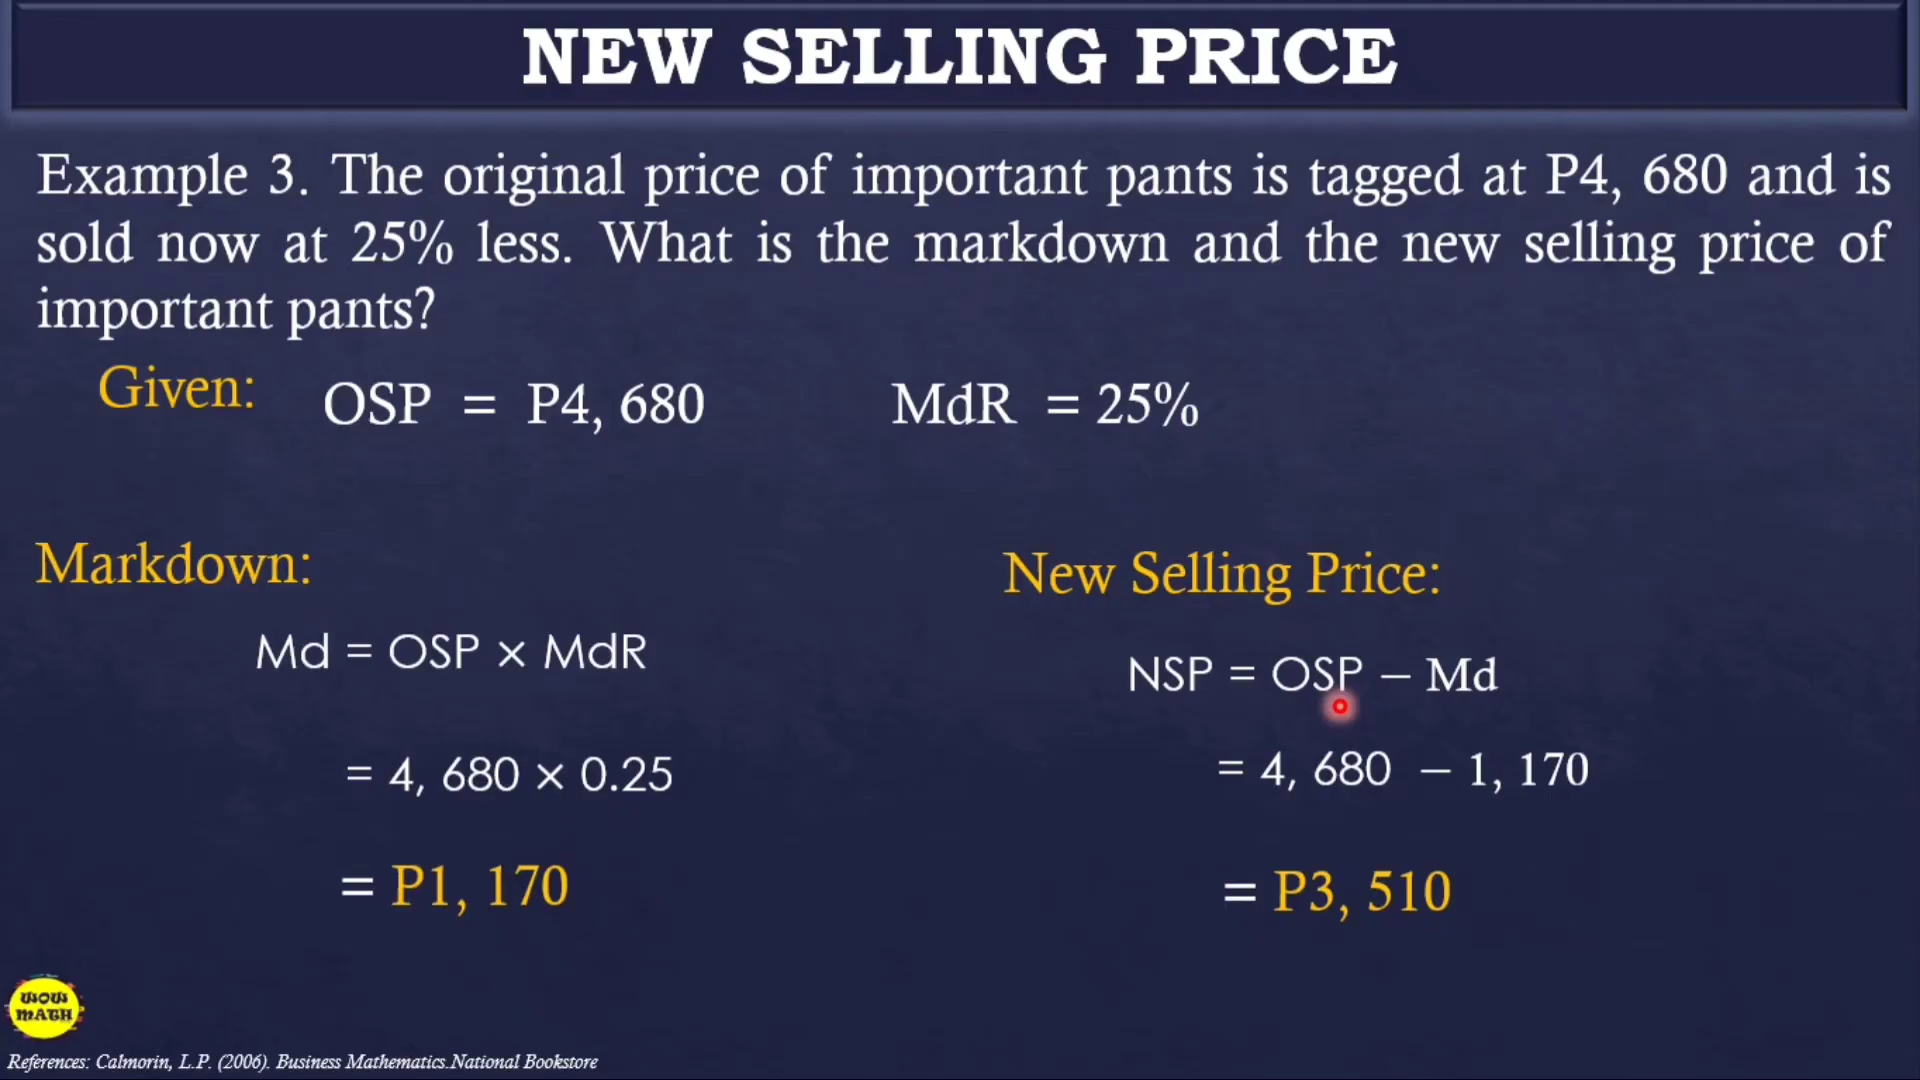 NEW SELLING PRICE
Example 3. The original price of important pants is tagged at P4, 680 and is
sold now at 25% less. What is the markdown and the new selling price of
important pants?
Given: OSP = P4, 680 MdR = 25%
Markdown:
Md = OSP × MdR
= 4, 680 × 0.25
= P1, 170
New Selling Price:
NSP = OSP − Md
= 4, 680 − 1, 170
= P3, 510
WOW
MATH
References: Calmorin, L.P. (2006). Business Mathematics.National Bookstore